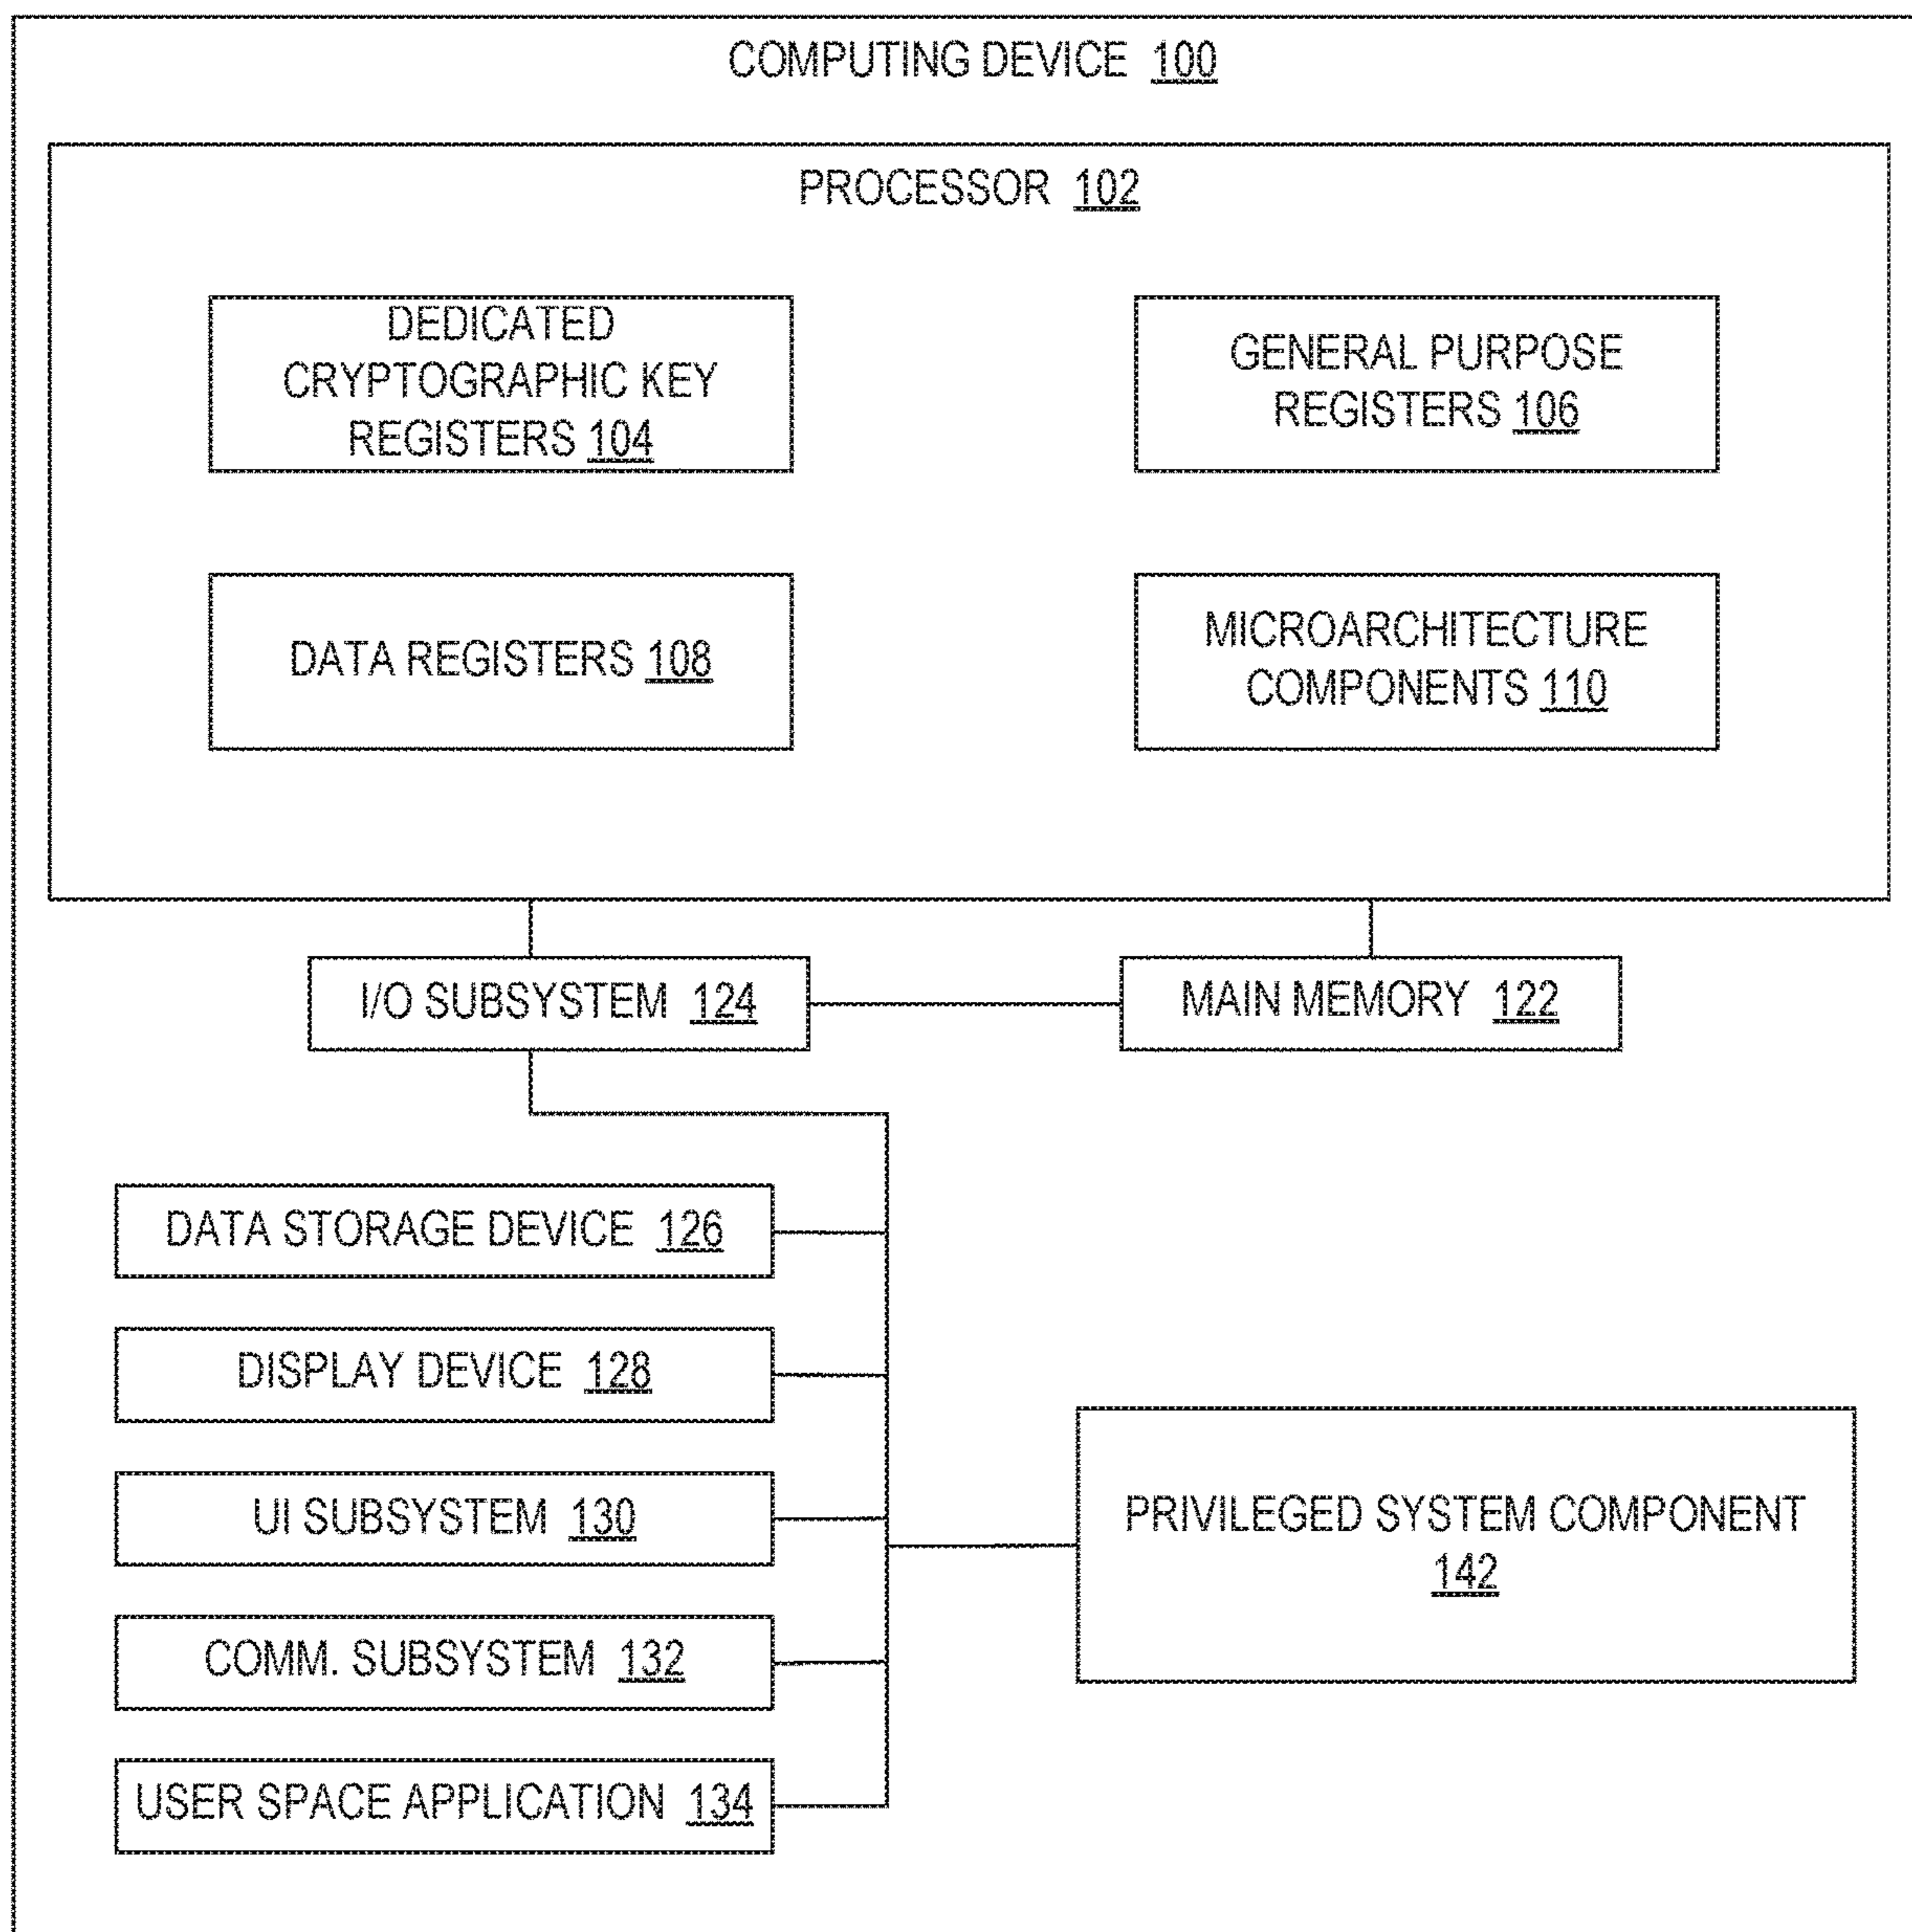 COMPUTING DEVICE 100
PROCESSOR 102
DEDICATED
CRYPTOGRAPHIC KEY
REGISTERS 104
GENERAL PURPOSE
REGISTERS 106
DATA REGISTERS 108
MICROARCHITECTURE
COMPONENTS 110
I/O SUBSYSTEM 124
MAIN MEMORY 122
DATA STORAGE DEVICE 126
DISPLAY DEVICE 128
UI SUBSYSTEM 130
COMM. SUBSYSTEM 132
USER SPACE APPLICATION 134
PRIVILEGED SYSTEM COMPONENT
142